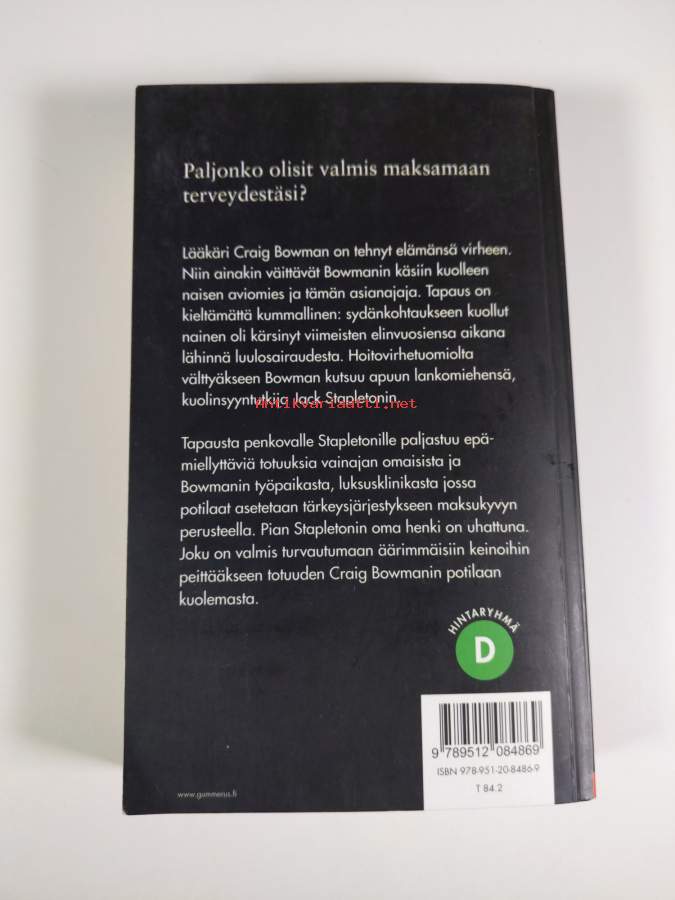 Paljonko olisit valmis maksamaan
terveydestäsi?
Lääkäri Craig Bowman on tehnyt elämänsä virheen.
Niin ainakin väittävät Bowmanin käsiin kuolleen
naisen aviomies ja tämän asianajaja. Tapaus on
kieltämättä kummallinen: sydänkohtaukseen kuollut
nainen oli kärsinyt viimeisten elinvuosiensa aikana
lähinnä luulosairaudesta. Hoitovirhetuomiolta
välttyäkseen Bowman kutsuu apuun lankomiehensä,
kuolinsyyntutkija Jack Stapletonin.
Antikvariaatti.net
Tapausta penkovalle Stapletonille paljastuu epä-
miellyttäviä totuuksia vainajan omaisista ja
Bowmanin työpaikasta, luksusklinikasta jossa
potilaat asetetaan tärkeysjärjestykseen maksukyvyn
perusteella. Pian Stapletonin oma henki on uhattuna.
Joku on valmis turvautumaan äärimmäisiin keinoihin
peittääkseen totuuden Craig Bowmanin potilaan
kuolemasta.
HINTARYHMÄ
D
9 789512 084869
ISBN 978-951-20-8486-9
T 84.2
www.gummerus.fi